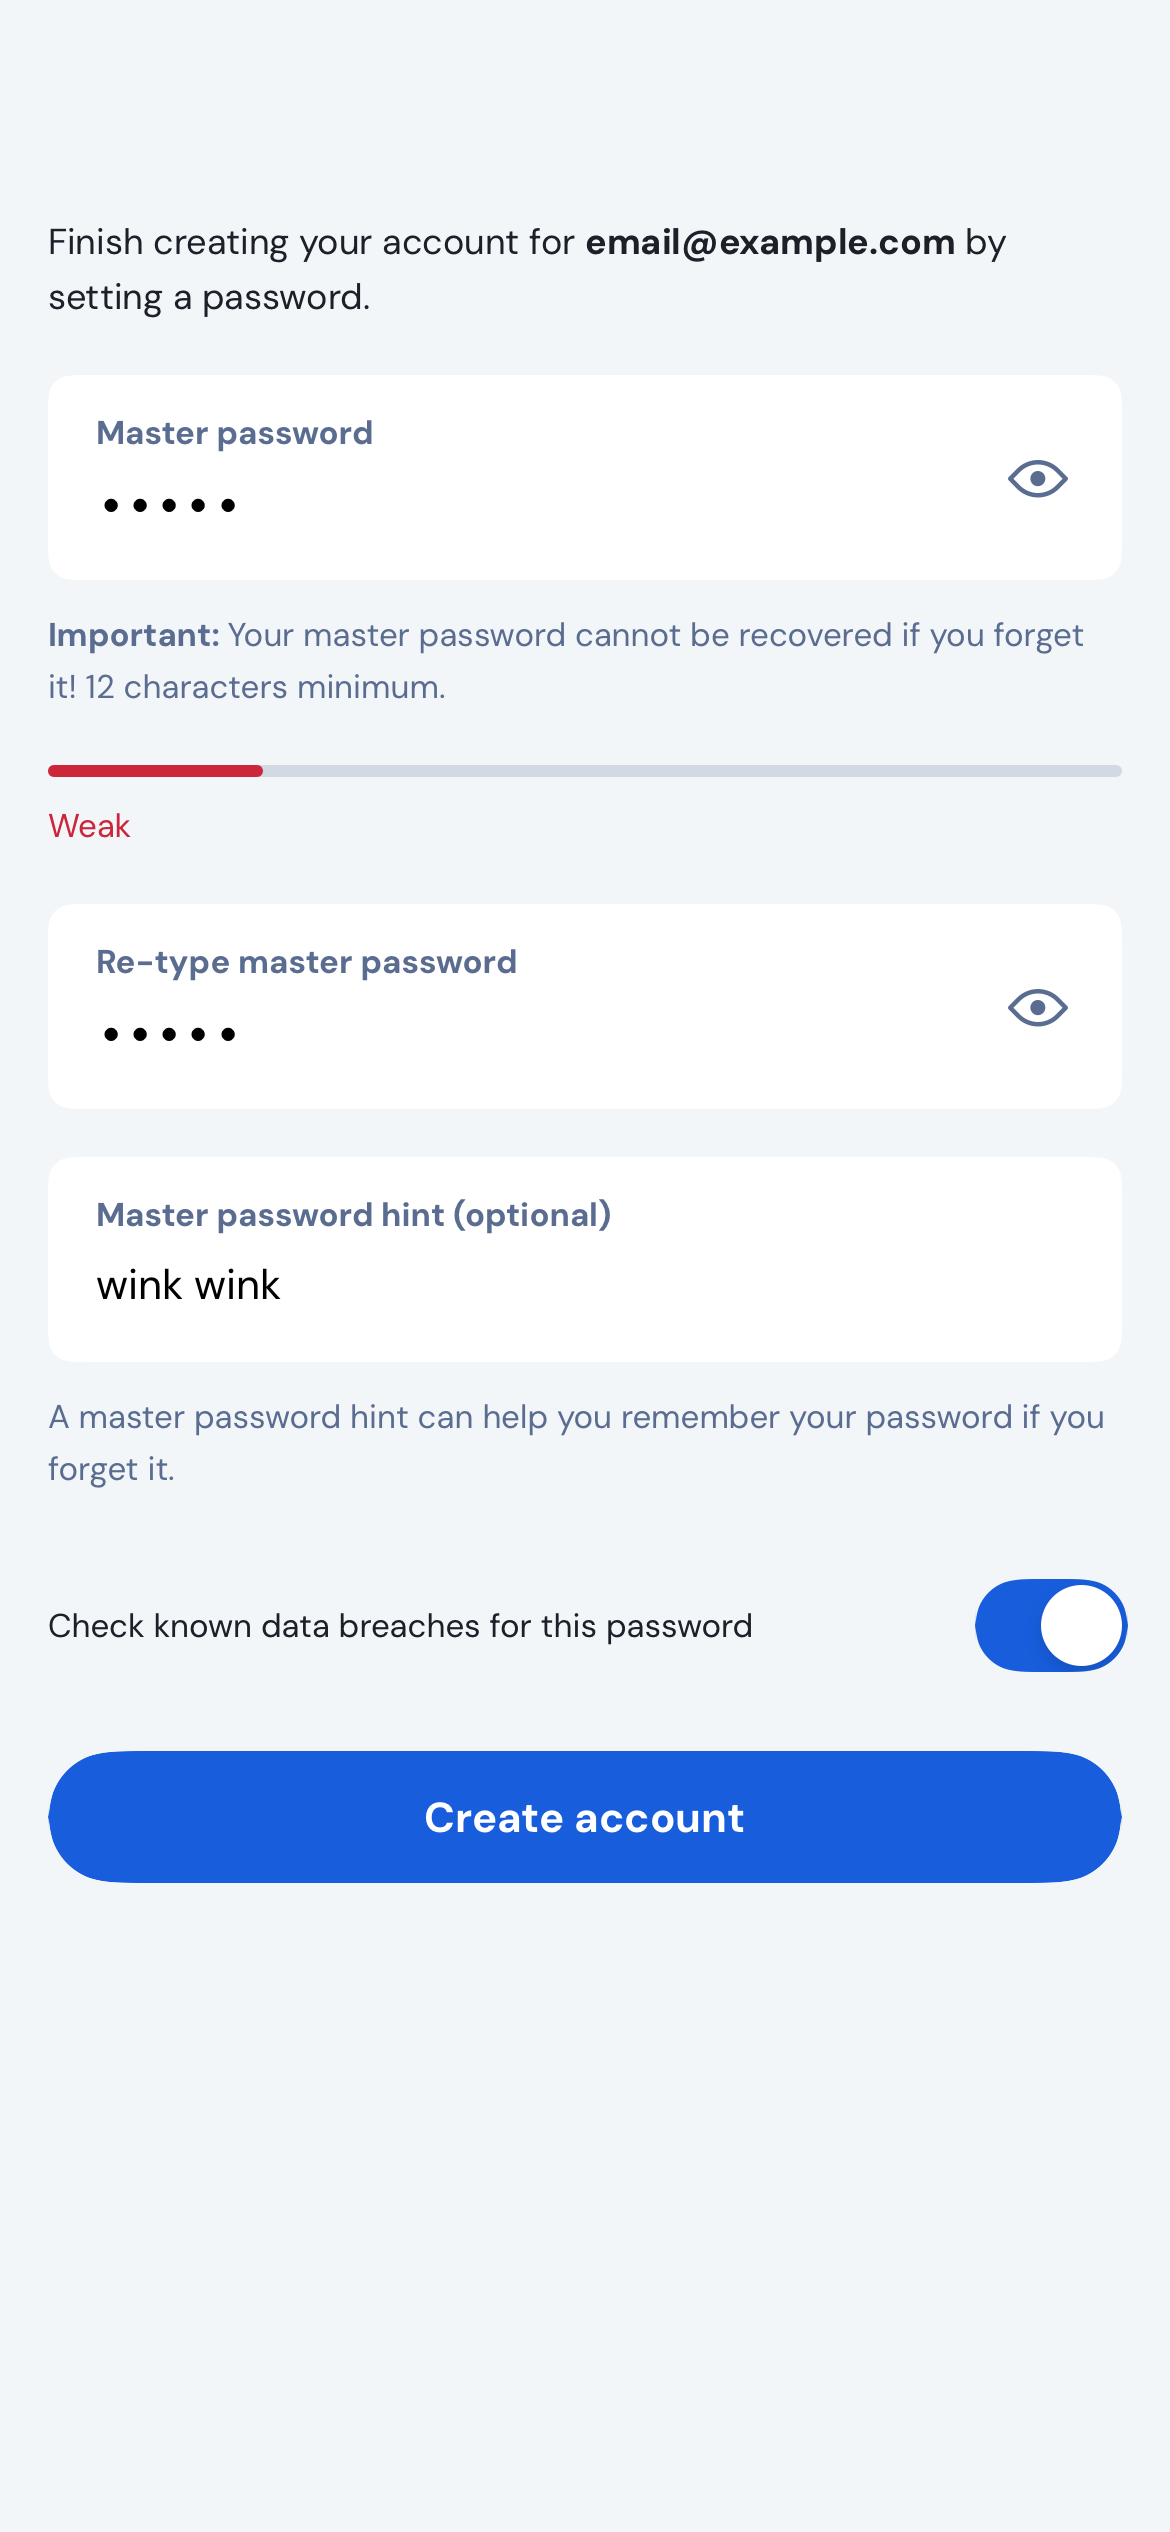 Finish creating your account for email@example.com by
setting a password.
Master password
•••••
Important: Your master password cannot be recovered if you forget
it! 12 characters minimum.
Weak
Re-type master password
•••••
Master password hint (optional)
wink wink
A master password hint can help you remember your password if you
forget it.
Check known data breaches for this password
Create account